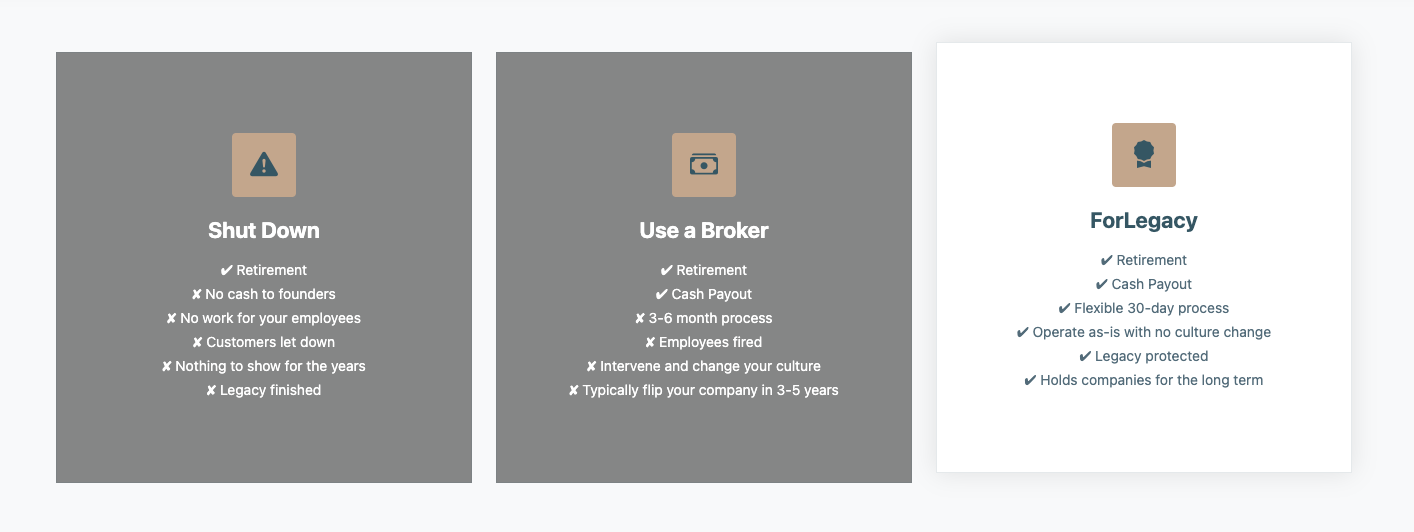 Shut Down
✔ Retirement
✘ No cash to founders
✘ No work for your employees
✘ Customers let down
✘ Nothing to show for the years
✘ Legacy finished
Use a Broker
✔ Retirement
✔ Cash Payout
✘ 3-6 month process
✘ Employees fired
✘ Intervene and change your culture
✘ Typically flip your company in 3-5 years
ForLegacy
✔ Retirement
✔ Cash Payout
✔ Flexible 30-day process
✔ Operate as-is with no culture change
✔ Legacy protected
✔ Holds companies for the long term